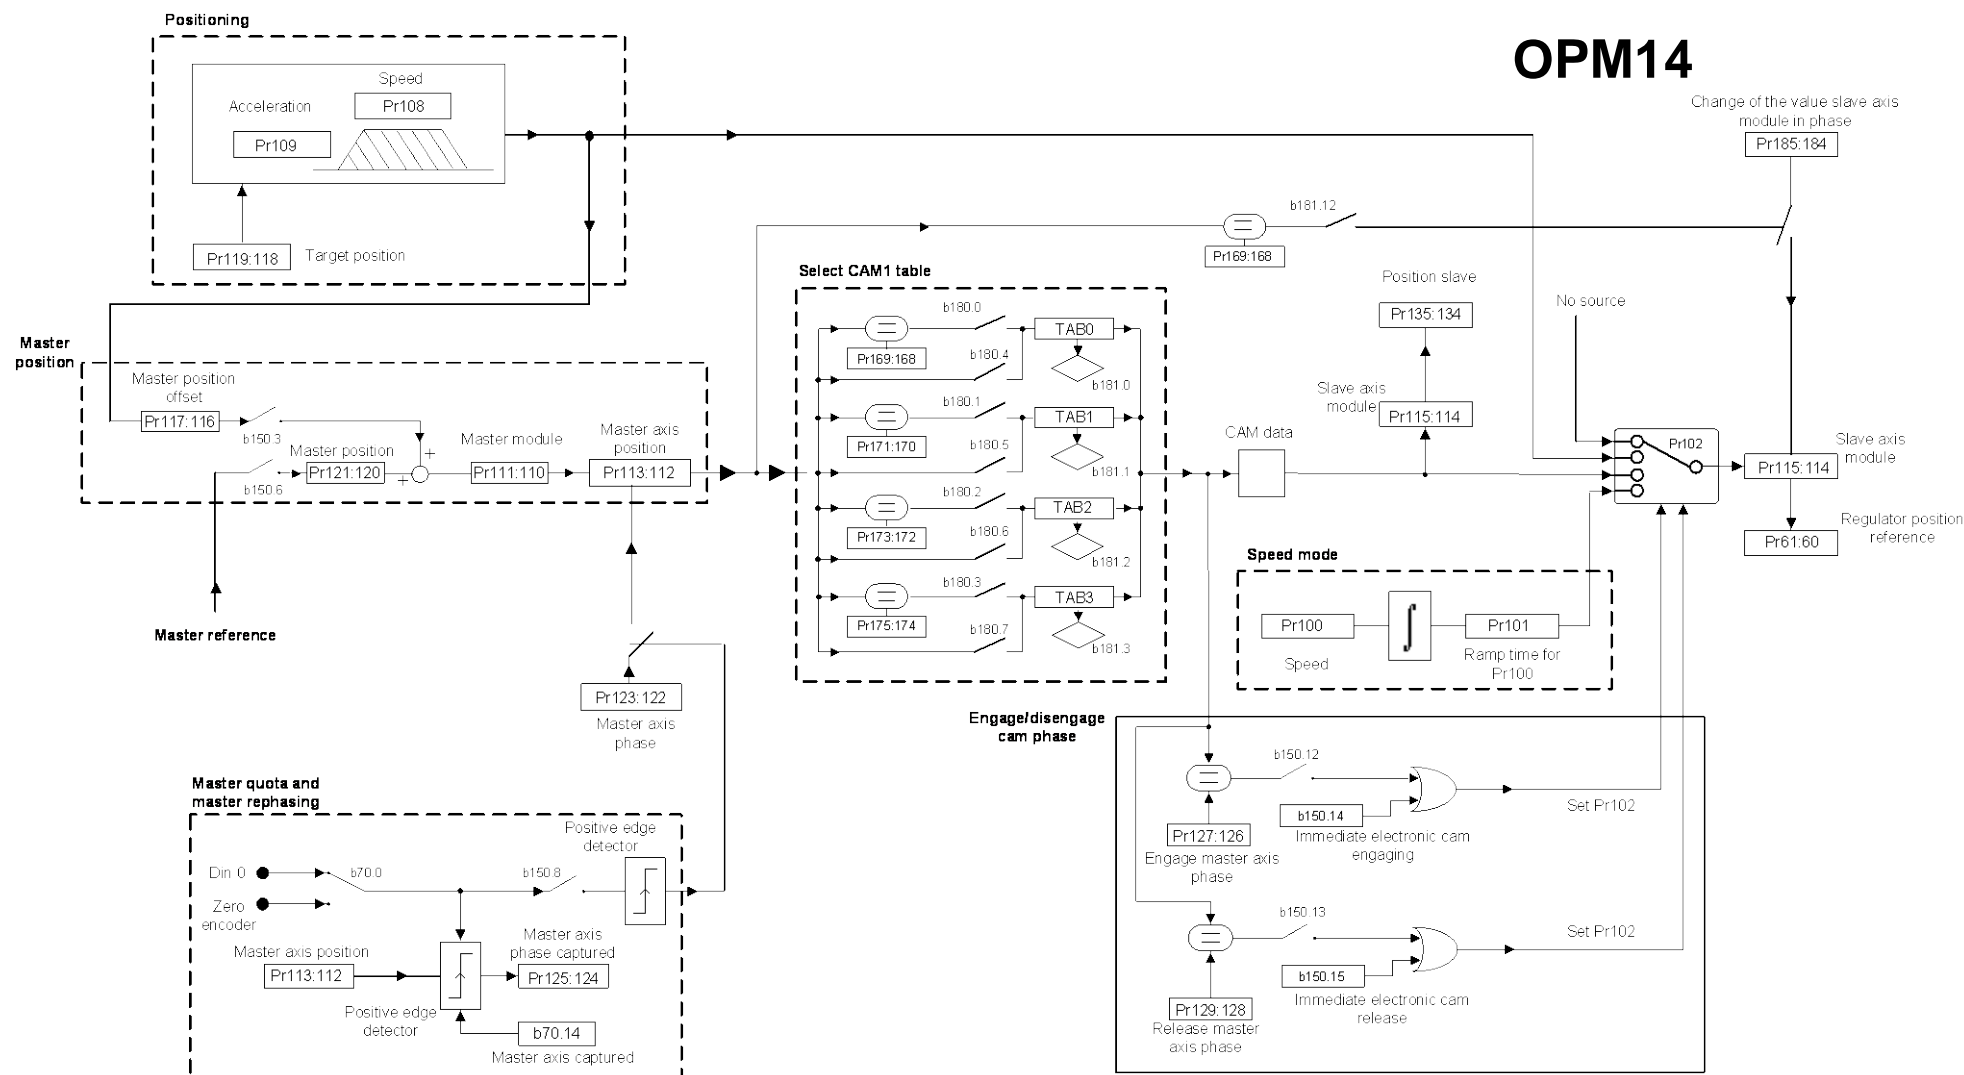 OPM14
Positioning
Speed
Pr108
Acceleration
Pr109
Pr119:118
Target position
Change of the value slave axis
module in phase
Pr185:184
b181.12
Pr169:168
Select CAM1 table
b180.0
TAB0
Pr169:168
b180.4
b181.0
b180.1
TAB1
Pr171:170
b180.5
b181.1
b180.2
TAB2
Pr173:172
b180.6
b181.2
b180.3
TAB3
Pr175:174
b180.7
b181.3
Position slave
Pr135:134
Slave axis
module
Pr115:114
CAM data
No source
Pr102
Slave axis
module
Pr115:114
Regulator position
reference
Pr61:60
Master
position
Master position
offset
Pr117:116
b150.3
Master position
Pr121:120
b150.6
+
+
Master module
Pr111:110
Master axis
position
Pr113:112
Master reference
Pr123:122
Master axis
phase
Speed mode
Pr100
Speed
Pr101
Ramp time for
Pr100
Engage/disengage
cam phase
b150.12
b150.14
Immediate electronic cam
engaging
Set Pr102
Pr127:126
Engage master axis
phase
b150.13
b150.15
Immediate electronic cam
release
Set Pr102
Pr129:128
Release master
axis phase
Master quota and
master rephasing
Positive edge
detector
Din 0
b70.0
b150.8
Zero
encoder
Master axis position
Pr113:112
Master axis
phase captured
Pr125:124
Positive edge
detector
b70.14
Master axis captured